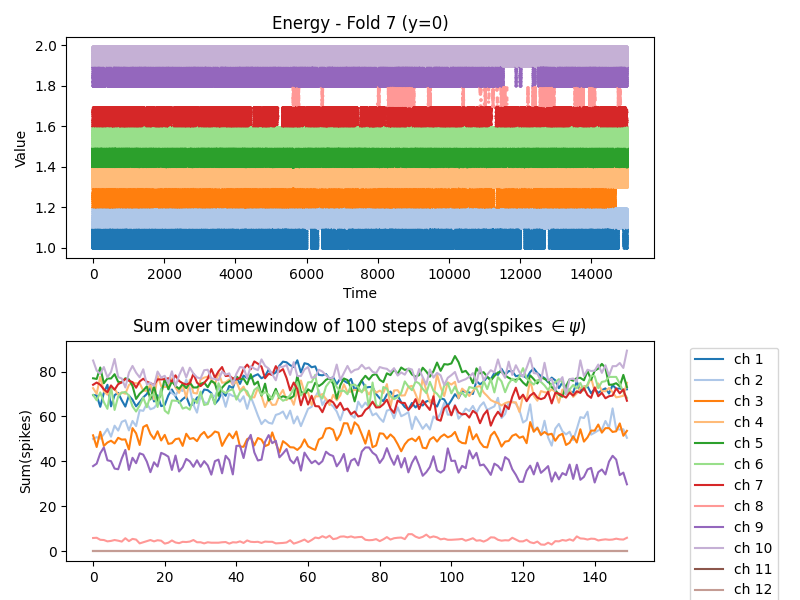 Energy - Fold 7 (y=0)
Value
2.0
1.8
1.6
1.4
1.2
1.0
0 2000 4000 6000 8000 10000 12000 14000
Time
Sum over timewindow of 100 steps of avg(spikes ∈ ψ)
Sum(spikes)
80
60
40
20
0
0 20 40 60 80 100 120 140
ch 1
ch 2
ch 3
ch 4
ch 5
ch 6
ch 7
ch 8
ch 9
ch 10
ch 11
ch 12